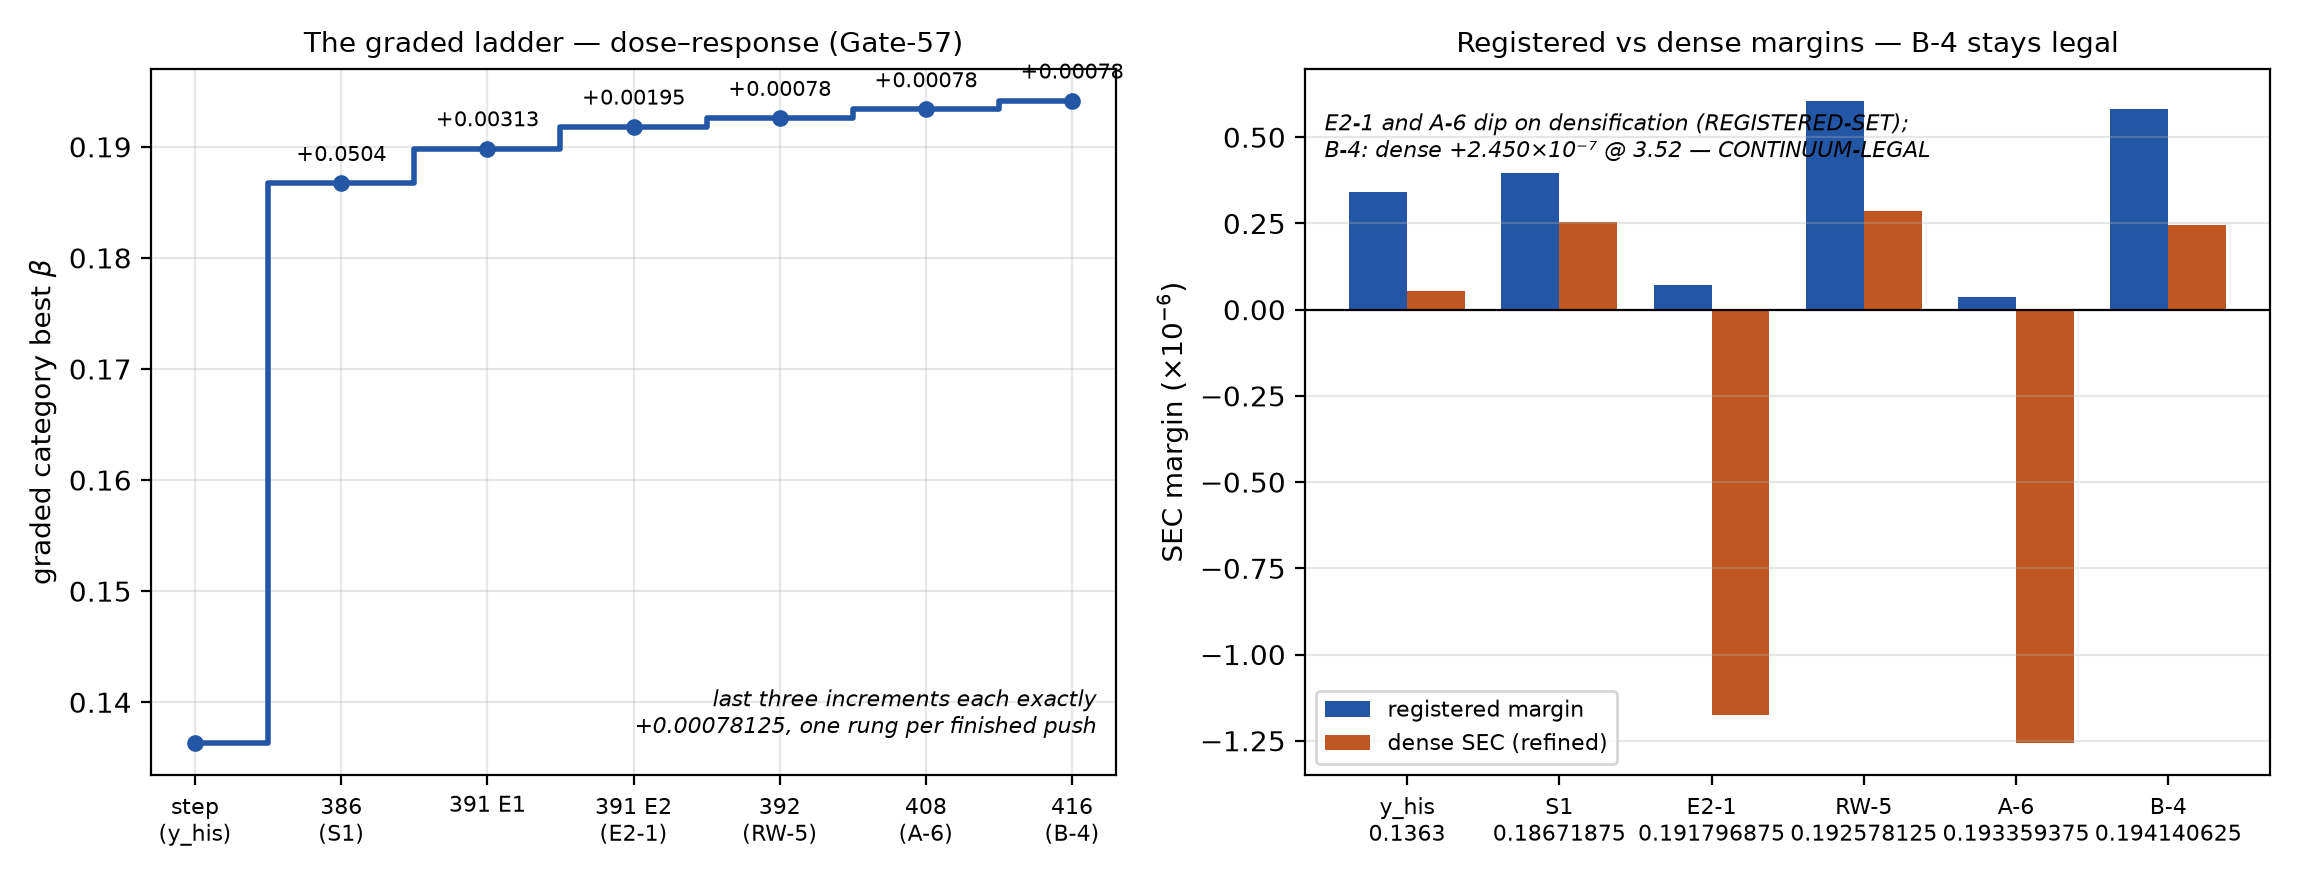 The graded ladder — dose–response (Gate-57)
graded category best β
0.19
0.18
0.17
0.16
0.15
0.14
+0.0504
+0.00313
+0.00195
+0.00078
+0.00078
+0.00078
last three increments each exactly
+0.00078125, one rung per finished push
step
(y_his)
386
(S1)
391 E1
391 E2
(E2-1)
392
(RW-5)
408
(A-6)
416
(B-4)
Registered vs dense margins — B-4 stays legal
SEC margin (×10⁻⁶)
0.50
0.25
0.00
−0.25
−0.50
−0.75
−1.00
−1.25
E2-1 and A-6 dip on densification (REGISTERED-SET);
B-4: dense +2.450×10⁻⁷ @ 3.52 — CONTINUUM-LEGAL
registered margin
dense SEC (refined)
y_his
0.1363
S1
0.18671875
E2-1
0.191796875
RW-5
0.192578125
A-6
0.193359375
B-4
0.194140625